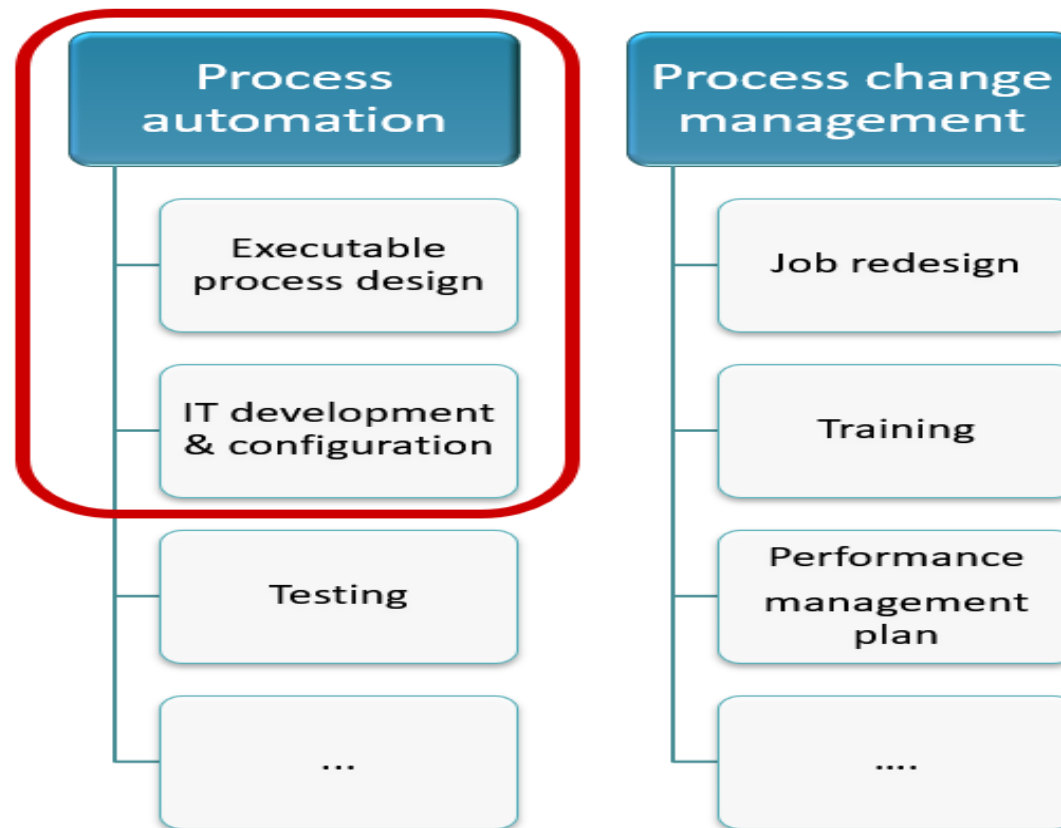 Process
automation
Executable
process design
IT development
& configuration
Testing
...
Process change
management
Job redesign
Training
Performance
management
plan
....